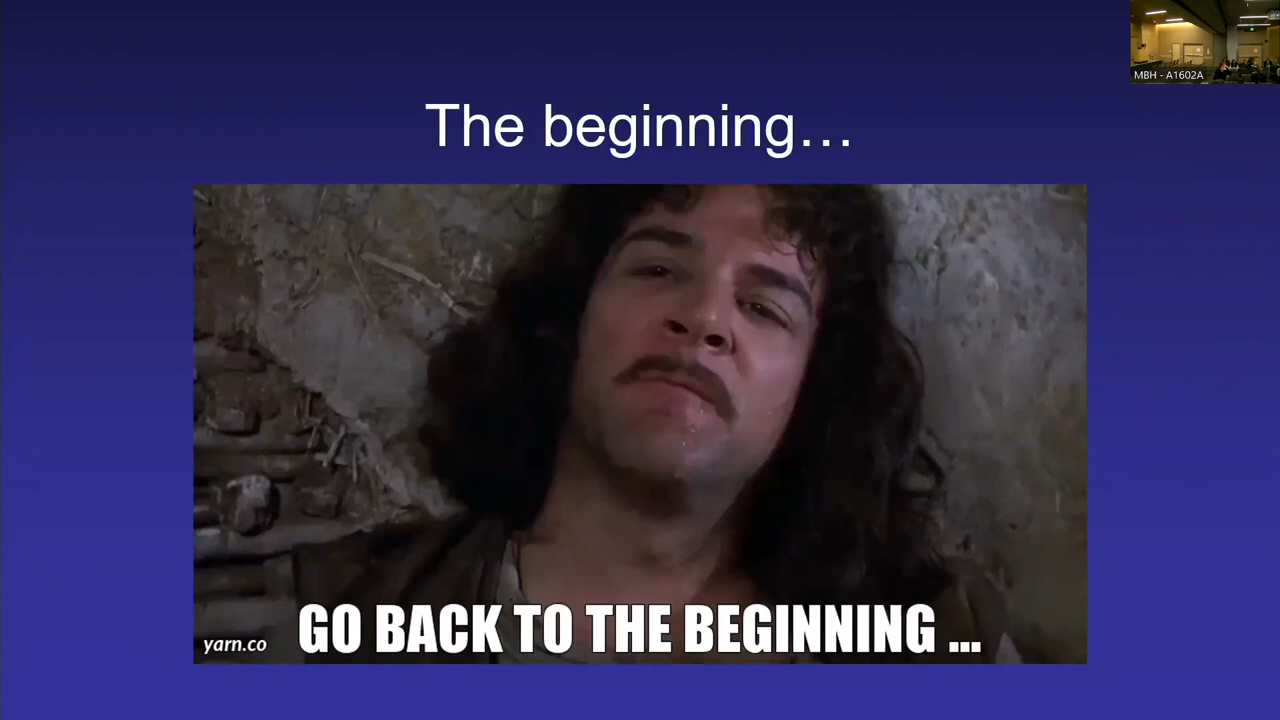 MBH - A1602A
The beginning...
GO BACK TO THE BEGINNING ...
yarn.co